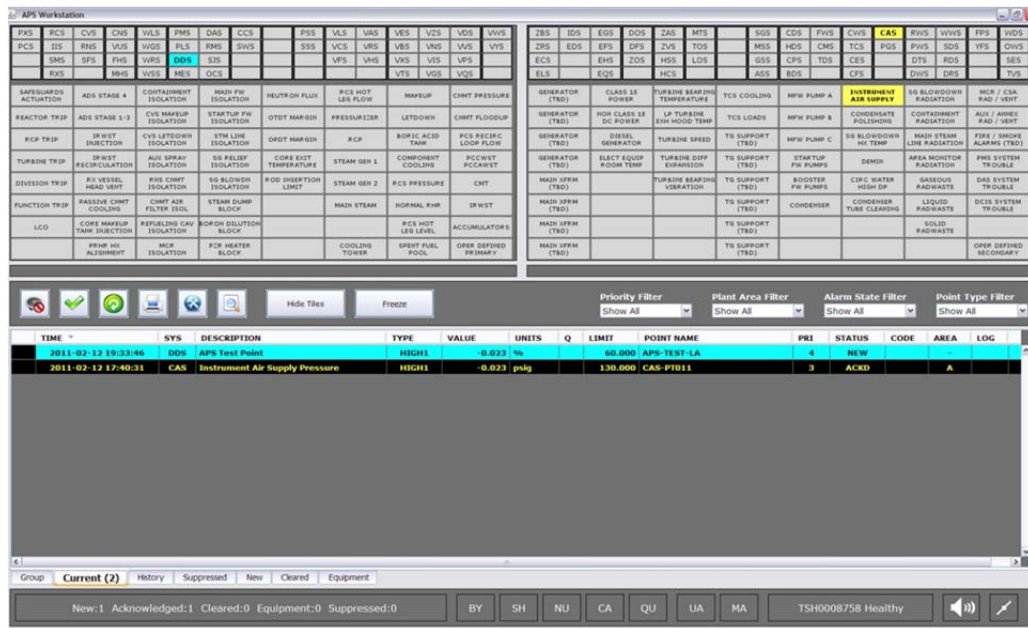 APS Workstation
PXS RCS CVS CNS WLS PMS DAS CCS PSS VLS VAS VES VZS VDS VWS ZBS IDS EGS DOS ZAS MTS SGS CDS FWS CWS CAS RWS WWS FPS WDS
PCS IIS RNS VUS WGS PLS RMS SWS SSS VCS VRS VBS VNS VVS VYS ZRS EDS EFS DFS ZVS TOS MSS HDS CMS TCS PGS PWS SDS YFS OWS
SMS SFS FHS WRS DDS SJS VFS VHS VXS VIS VPS ECS EHS ZOS HSS LOS GSS CPS TDS CES DTS RDS SES
RXS MHS WSS MES OCS VTS VGS VQS ELS EQS HCS ASS BDS CFS DWS DRS TVS
SAFEGUARDS ACTUATION ADS STAGE 4 CONTAINMENT ISOLATION MAIN FW ISOLATION NEUTRON FLUX RCS HOT LEG FLOW MAKEUP CNMT PRESSURE GENERATOR (TBD) CLASS 1E DC POWER TURBINE BEARING TEMPERATURE TCS COOLING MFW PUMP A INSTRUMENT AIR SUPPLY SG BLOWDOWN RADIATION MCR / CSA RAD / VENT
REACTOR TRIP ADS STAGE 1-3 CVS MAKEUP ISOLATION STARTUP FW ISOLATION OTDT MARGIN PRESSURIZER LETDOWN CNMT FLOODUP GENERATOR (TBD) NON CLASS 1E DC POWER LP TURBINE EXH HOOD TEMP TCS LOADS MFW PUMP B CONDENSATE POLISHING CONTAINMENT RADIATION AUX / ANNEX RAD / VENT
RCP TRIP IRWST INJECTION CVS LETDOWN ISOLATION STM LINE ISOLATION OPDT MARGIN RCP BORIC ACID TANK PCS RECIRC LOOP FLOW GENERATOR (TBD) DIESEL GENERATOR TURBINE SPEED TG SUPPORT (TBD) MFW PUMP C SG BLOWDOWN HX TEMP MAIN STEAM LINE RADIATION FIRE / SMOKE ALARMS (TBD)
TURBINE TRIP IRWST RECIRCULATION AUX SPRAY ISOLATION SG RELIEF ISOLATION CORE EXIT TEMPERATURE STEAM GEN 1 COMPONENT COOLING PCCWST PCCAWST GENERATOR (TBD) ELECT EQUIP ROOM TEMP TURBINE DIFF EXPANSION TG SUPPORT (TBD) STARTUP FW PUMPS DEMIN AREA MONITOR RADIATION PMS SYSTEM TROUBLE
DIVISION TRIP RX VESSEL HEAD VENT RNS CNMT ISOLATION SG BLOWDN ISOLATION ROD INSERTION LIMIT STEAM GEN 2 RCS PRESSURE CMT MAIN XFRM (TBD) TURBINE BEARING VIBRATION TG SUPPORT (TBD) BOOSTER FW PUMPS CIRC WATER HIGH DP GASEOUS RADWASTE DAS SYSTEM TROUBLE
FUNCTION TRIP PASSIVE CNMT COOLING CNMT AIR FILTER ISOL STEAM DUMP BLOCK MAIN STEAM NORMAL RHR IRWST MAIN XFRM (TBD) TG SUPPORT (TBD) CONDENSER CONDENSER TUBE CLEANING LIQUID RADWASTE DCIS SYSTEM TROUBLE
LCO CORE MAKEUP TANK INJECTION REFUELING CAV ISOLATION BORON DILUTION BLOCK RCS HOT LEG LEVEL ACCUMULATORS MAIN XFRM (TBD) TG SUPPORT (TBD) SOLID RADWASTE
PRHR HX ALIGNMENT MCR ISOLATION PZR HEATER BLOCK COOLING TOWER SPENT FUEL POOL OPER DEFINED PRIMARY MAIN XFRM (TBD) TG SUPPORT (TBD) OPER DEFINED SECONDARY
Hide Tiles Freeze
Priority Filter Plant Area Filter Alarm State Filter Point Type Filter
Show All Show All Show All Show All
TIME SYS DESCRIPTION TYPE VALUE UNITS Q LIMIT POINT NAME PRI STATUS CODE AREA LOG
2011-02-12 19:33:46 DDS APS Test Point HIGH1 -0.023 % 60.000 APS-TEST-LA 4 NEW -
2011-02-12 17:40:31 CAS Instrument Air Supply Pressure HIGH1 -0.023 psig 130.000 CAS-PT011 3 ACKD A
Group Current (2) History Suppressed New Cleared Equipment
New:1 Acknowledged:1 Cleared:0 Equipment:0 Suppressed:0 BY SH NU CA QU UA MA TSH0008758 Healthy